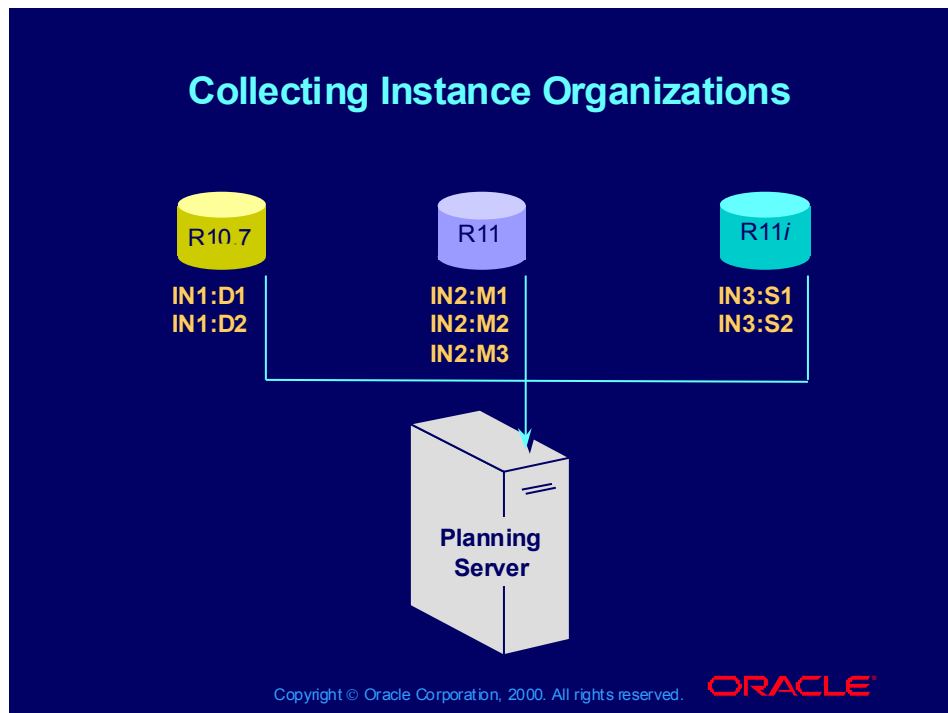 Collecting Instance Organizations
R10.7
R11
R11i
IN1:D1
IN1:D2
IN2:M1
IN2:M2
IN2:M3
IN3:S1
IN3:S2
Planning
Server
Copyright © Oracle Corporation, 2000. All rights reserved.
ORACLE®